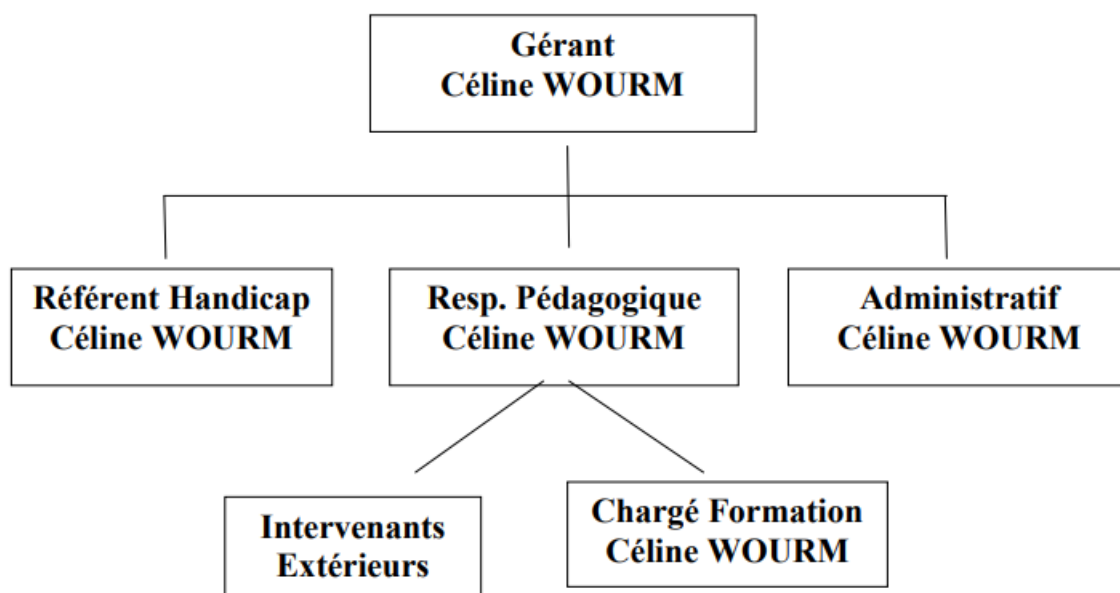 Gérant
Céline WOURM
Référent Handicap
Céline WOURM
Resp. Pédagogique
Céline WOURM
Administratif
Céline WOURM
Intervenants
Extérieurs
Chargé Formation
Céline WOURM